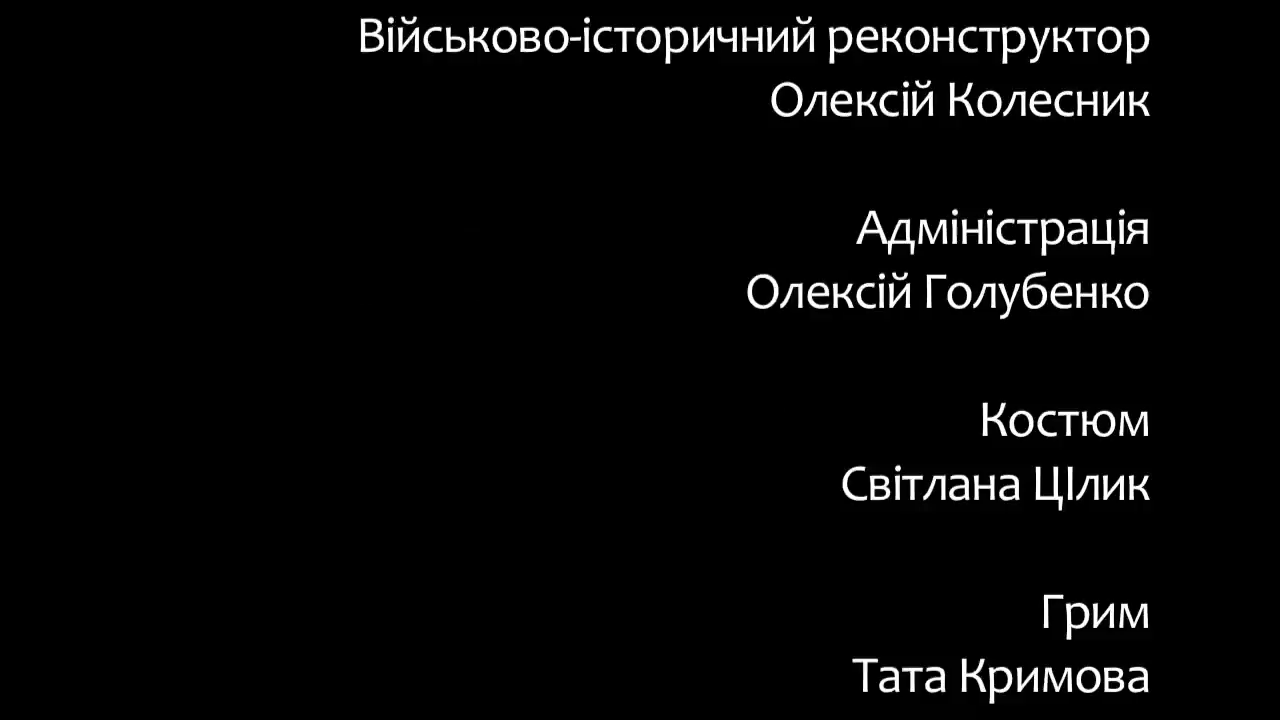 Військово-історичний реконструктор
Олексій Колесник
Адміністрація
Олексій Голубенко
Костюм
Світлана ЦІлик
Грим
Тата Кримова